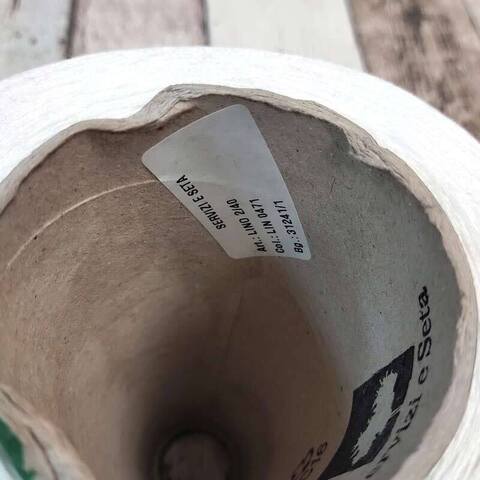 SERVIZI E SETA
Art.: LINO 2/40
Col.: LIN 0471
Bg.: 31241/1
e Seta